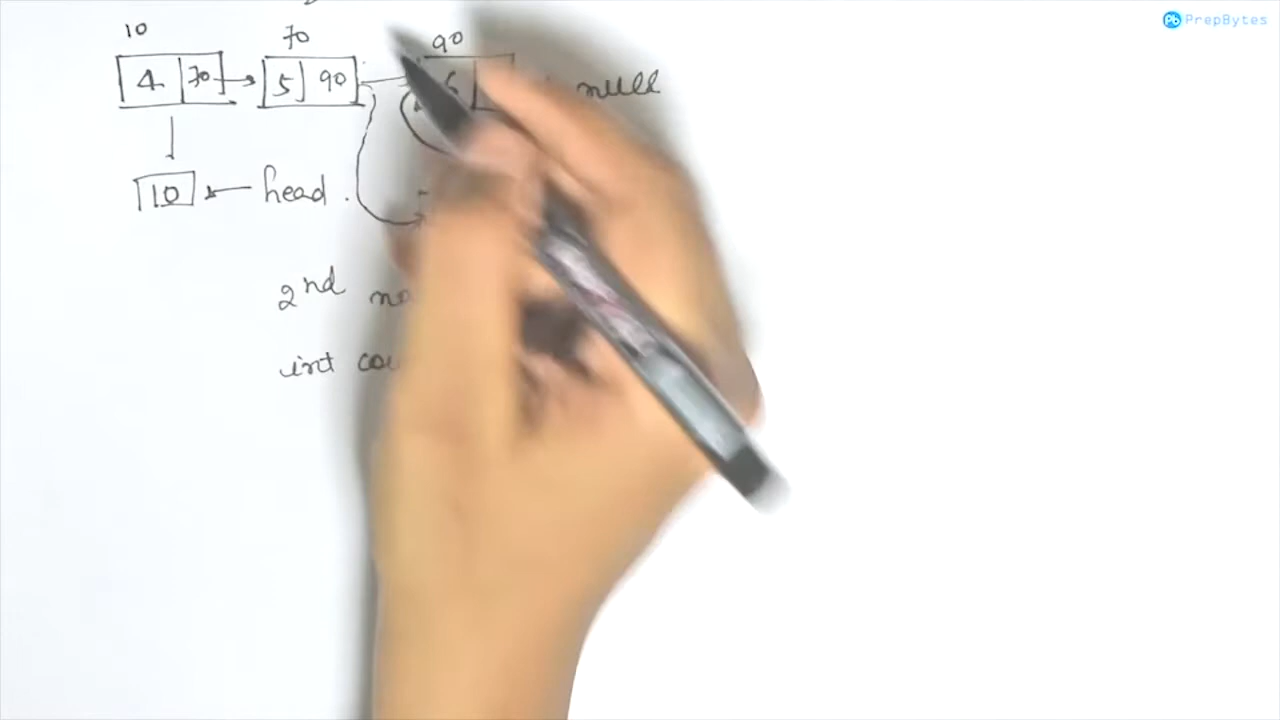 PrepBytes
10 70 90
4 70 5 90 null
10 head
2nd
int